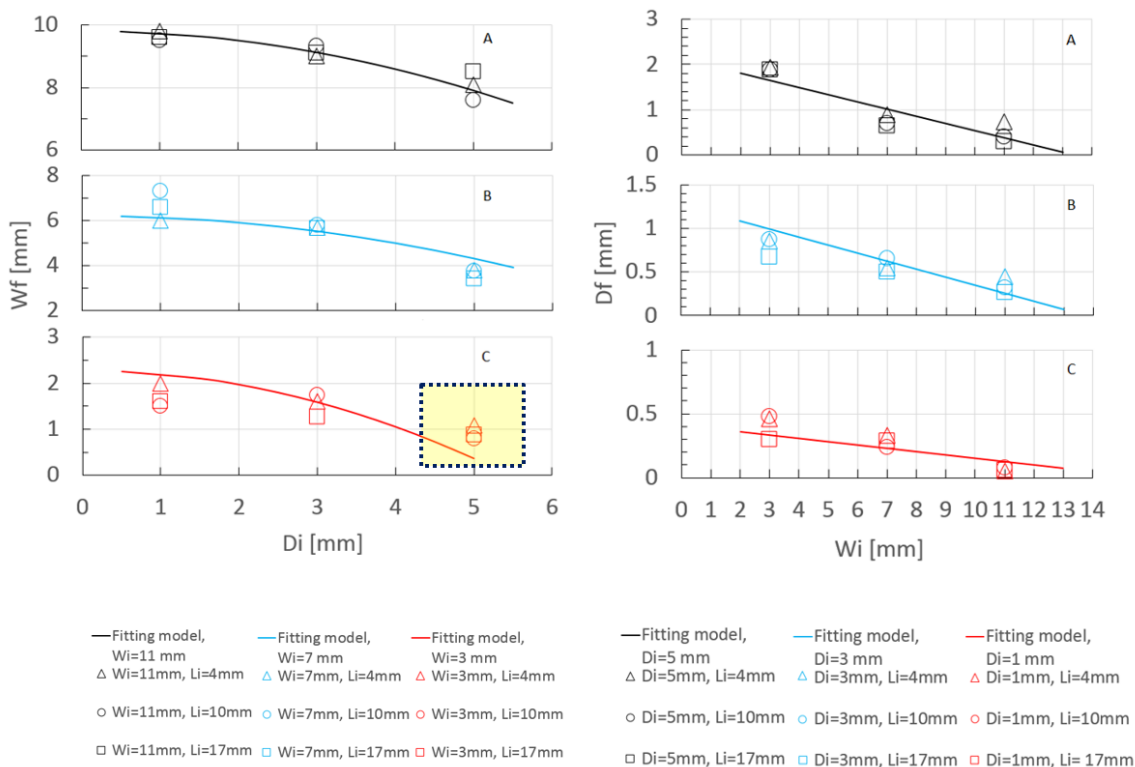 10
8
6
A
8
6
4
2
B
3
2
1
0
C
0 1 2 3 4 5 6
Wf [mm]
Di [mm]
3
2
1
0
A
1.5
1
0.5
0
B
1
0.5
0
C
0 1 2 3 4 5 6 7 8 9 10 11 12 13 14
Df [mm]
Wi [mm]
Fitting model, Fitting model, Fitting model,
Wi=11 mm Wi=7 mm Wi=3 mm
Wi=11mm, Li=4mm Wi=7mm, Li=4mm Wi=3mm, Li=4mm
Wi=11mm, Li=10mm Wi=7mm, Li=10mm Wi=3mm, Li=10mm
Wi=11mm, Li=17mm Wi=7mm, Li=17mm Wi=3mm, Li=17mm
Fitting model, Fitting model, Fitting model,
Di=5 mm Di=3 mm Di=1 mm
Di=5mm, Li=4mm Di=3mm, Li=4mm Di=1mm, Li=4mm
Di=5mm, Li=10mm Di=3mm, Li=10mm Di=1mm, Li=10mm
Di=5mm, Li=17mm Di=3mm, Li=17mm Di=1mm, Li= 17mm